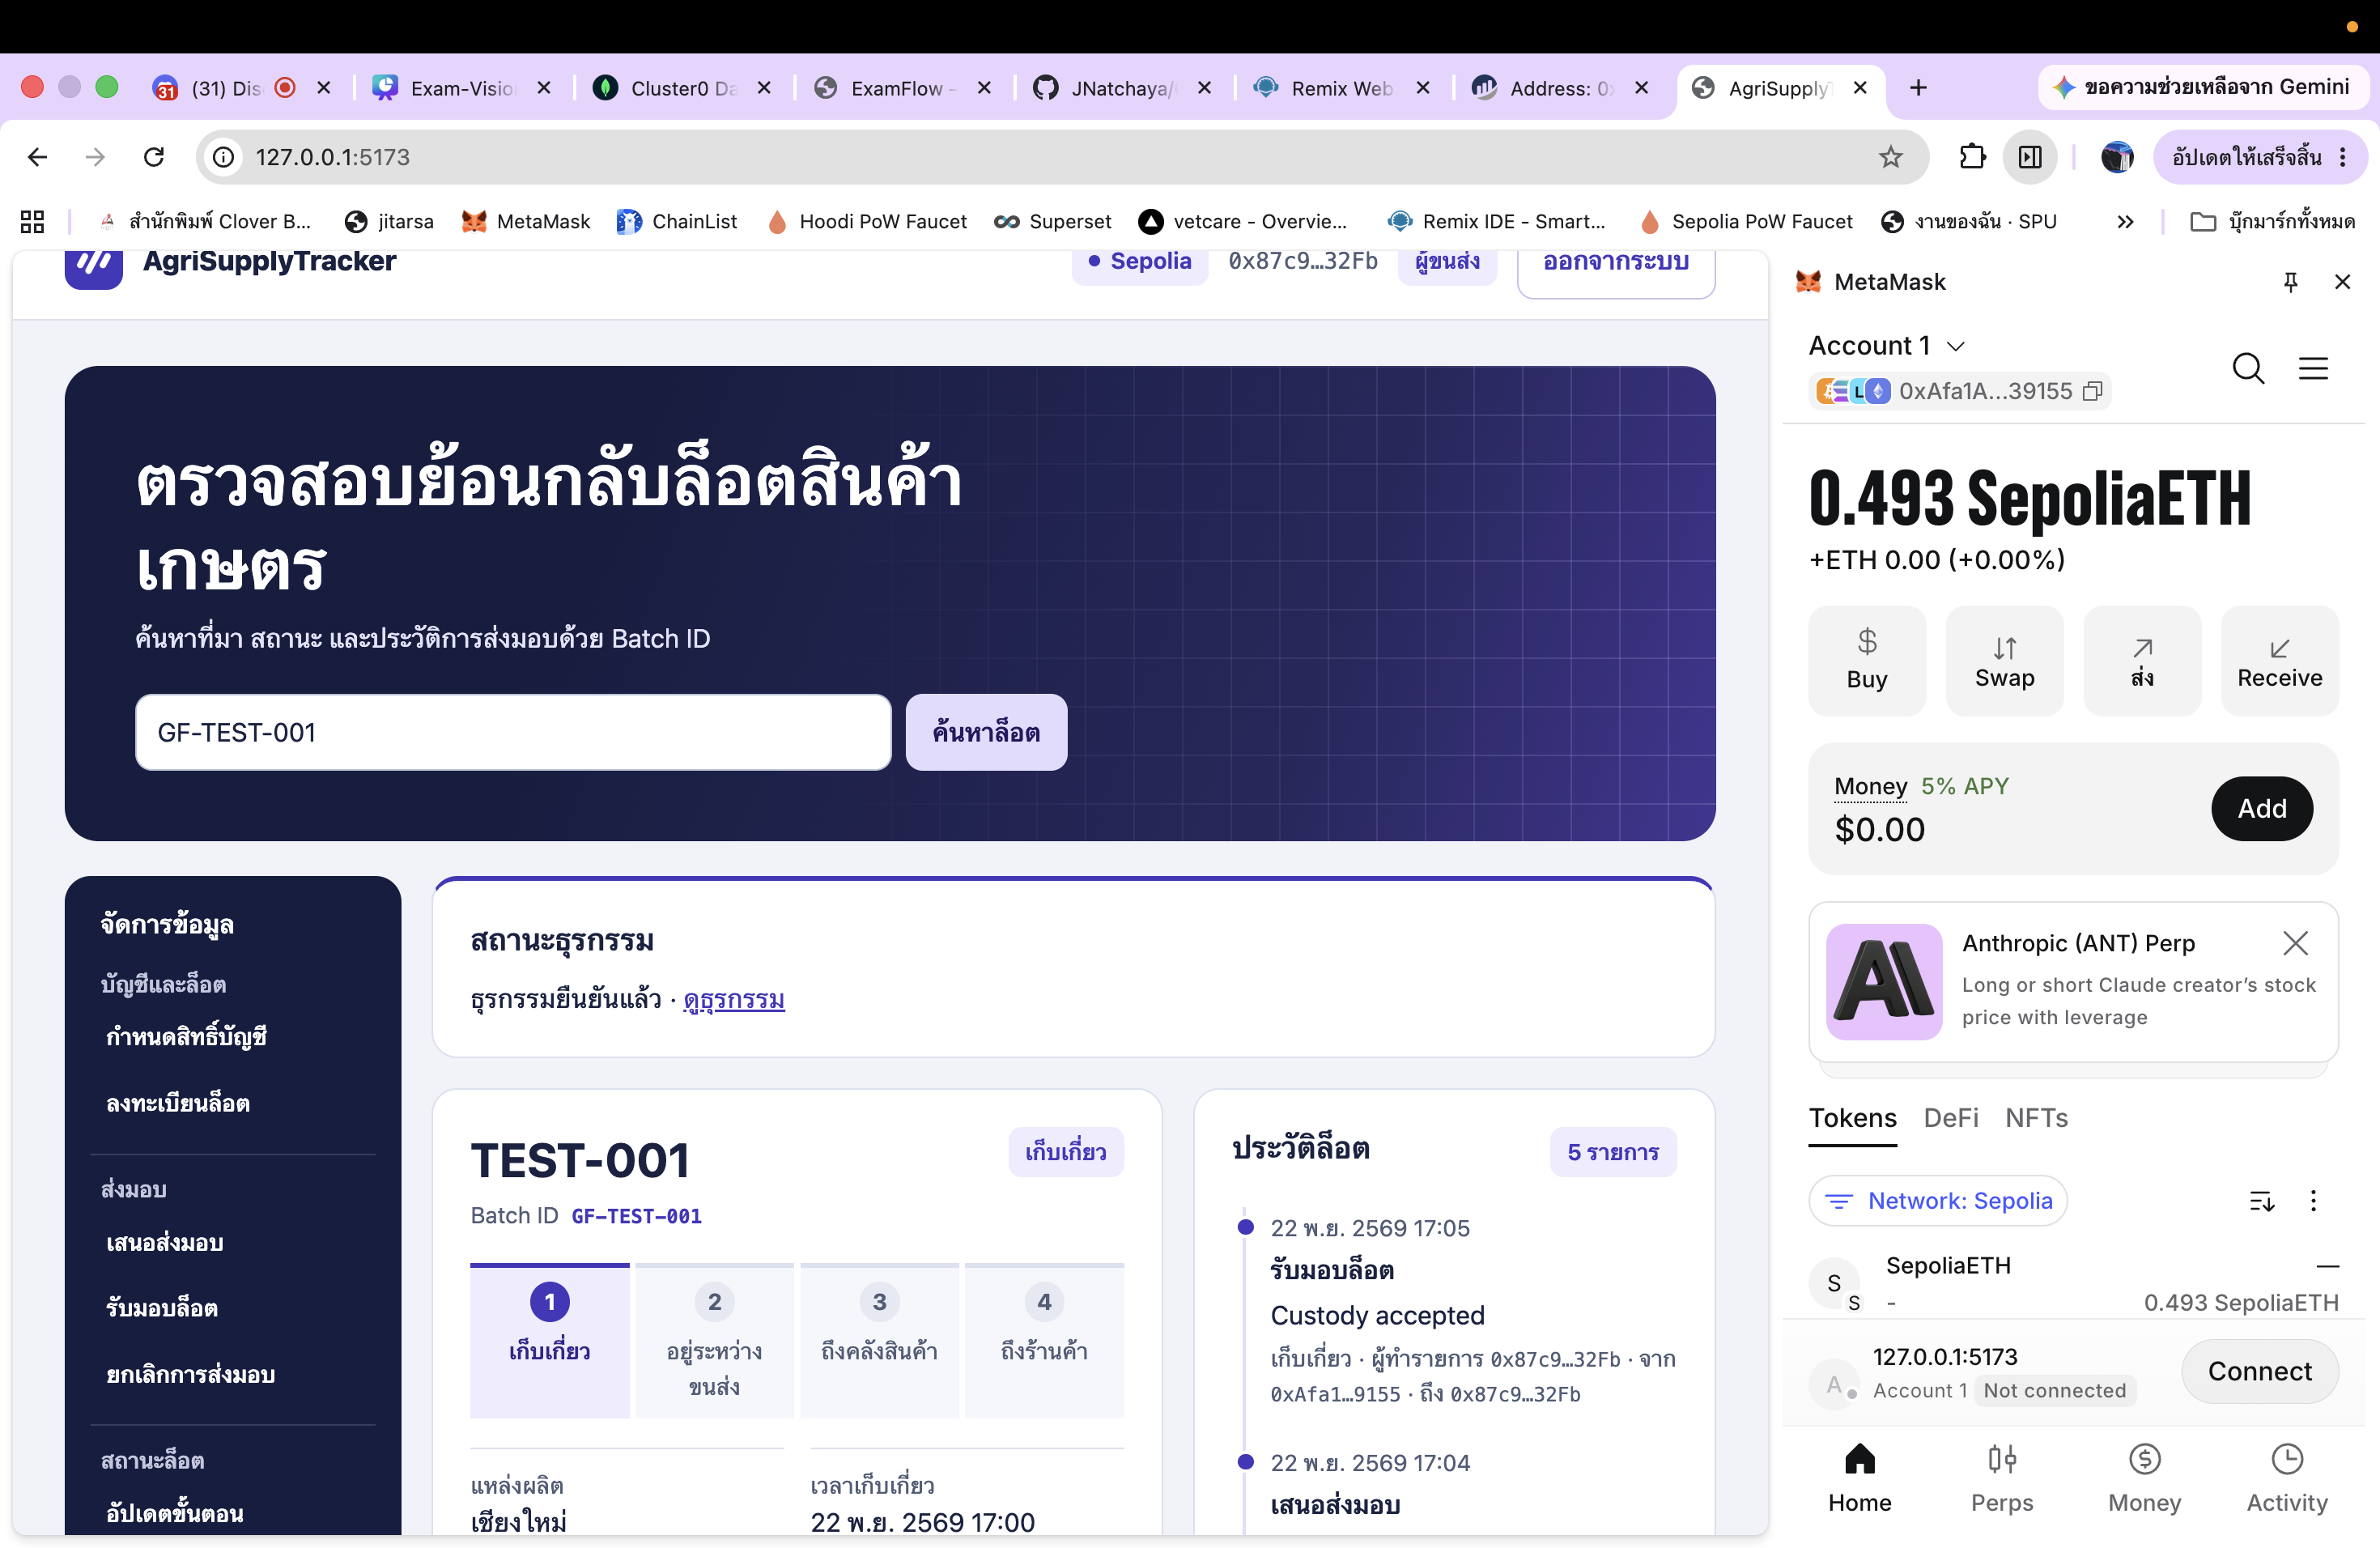 (31) Dis
Exam-Visio
Cluster0 Da
ExamFlow -
JNatchaya/
Remix Web
Address: 0x
AgriSupplyT
ขอความช่วยเหลือจาก Gemini
127.0.0.1:5173
อัปเดตให้เสร็จสิ้น
สำนักพิมพ์ Clover B...
jitarsa
MetaMask
ChainList
Hoodi PoW Faucet
Superset
vetcare - Overvie...
Remix IDE - Smart...
Sepolia PoW Faucet
งานของฉัน · SPU
บุ๊กมาร์กทั้งหมด
AgriSupplyTracker
Sepolia
0x87c9…32Fb
ผู้ขนส่ง
ออกจากระบบ
ตรวจสอบย้อนกลับล็อตสินค้า
เกษตร
ค้นหาที่มา สถานะ และประวัติการส่งมอบด้วย Batch ID
GF-TEST-001
ค้นหาล็อต
จัดการข้อมูล
บัญชีและล็อต
กำหนดสิทธิ์บัญชี
ลงทะเบียนล็อต
ส่งมอบ
เสนอส่งมอบ
รับมอบล็อต
ยกเลิกการส่งมอบ
สถานะล็อต
อัปเดตขั้นตอน
สถานะธุรกรรม
ธุรกรรมยืนยันแล้ว · ดูธุรกรรม
TEST-001
เก็บเกี่ยว
Batch ID GF-TEST-001
1
เก็บเกี่ยว
2
อยู่ระหว่าง
ขนส่ง
3
ถึงคลังสินค้า
4
ถึงร้านค้า
แหล่งผลิต
เชียงใหม่
เวลาเก็บเกี่ยว
22 พ.ย. 2569 17:00
ประวัติล็อต
5 รายการ
22 พ.ย. 2569 17:05
รับมอบล็อต
Custody accepted
เก็บเกี่ยว · ผู้ทำรายการ 0x87c9…32Fb · จาก
0xAfa1…9155 · ถึง 0x87c9…32Fb
22 พ.ย. 2569 17:04
เสนอส่งมอบ
MetaMask
Account 1
0xAfa1A...39155
0.493 SepoliaETH
+ETH 0.00 (+0.00%)
Buy
Swap
ส่ง
Receive
Money 5% APY
$0.00
Add
Anthropic (ANT) Perp
Long or short Claude creator's stock
price with leverage
Tokens
DeFi
NFTs
Network: Sepolia
S
S
SepoliaETH
—
-
0.493 SepoliaETH
A
127.0.0.1:5173
Account 1 Not connected
Connect
Home
Perps
Money
Activity